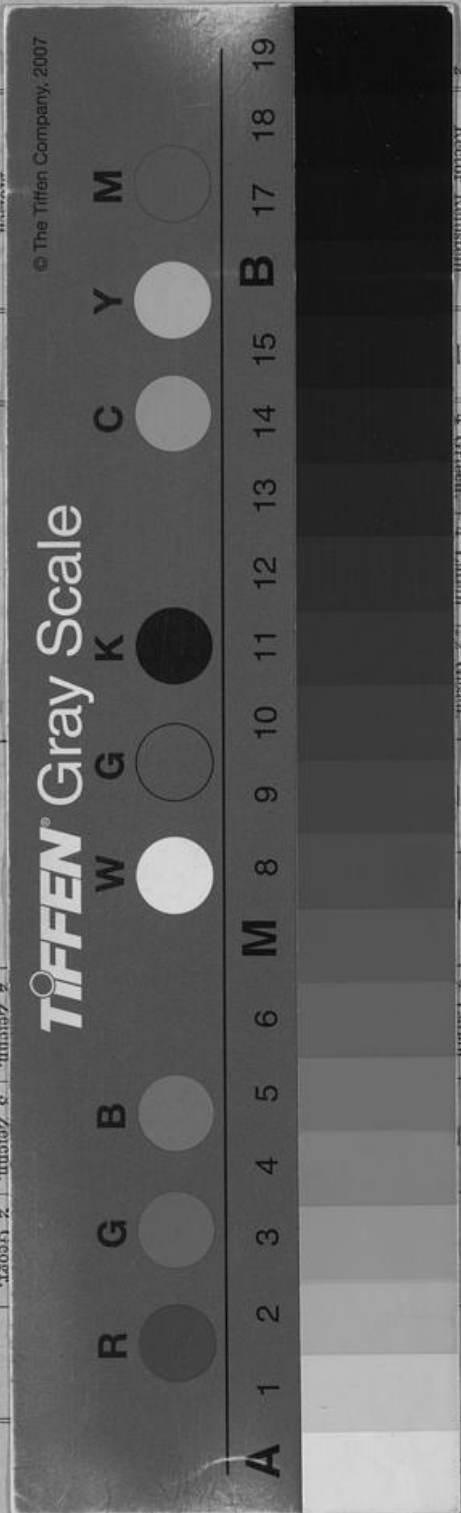 © The Tiffen Company, 2007
TIFFEN® Gray Scale
R G B W G K C Y M
A 1 2 3 4 5 6 M 8 9 10 11 12 13 14 15 B 17 18 19